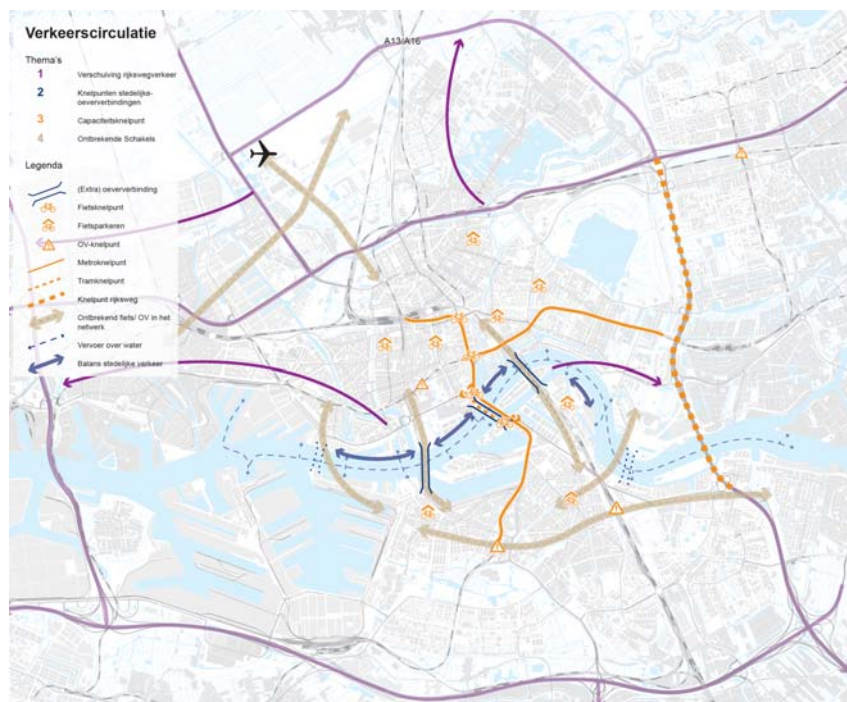 Verkeerscirculatie
A13/A16
Thema's
1 Verschuiving rijkswegverkeer
2 Knelpunten stedelijke-
oeververbindingen
3 Capaciteitsknelpunt
4 Ontbrekende Schakels
Legenda
(Extra) oeververbinding
Fietsknelpunt
Fietsparkeren
OV-knelpunt
Metroknelpunt
Tramknelpunt
Knelpunt rijksweg
Ontbrekend fiets/ OV in het
netwerk
Vervoer over water
Balans stedelijke verkeer